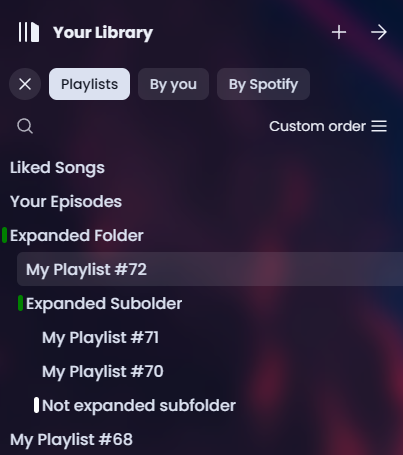 Your Library
Playlists By you By Spotify
Custom order
Liked Songs
Your Episodes
Expanded Folder
My Playlist #72
Expanded Subolder
My Playlist #71
My Playlist #70
Not expanded subfolder
My Playlist #68